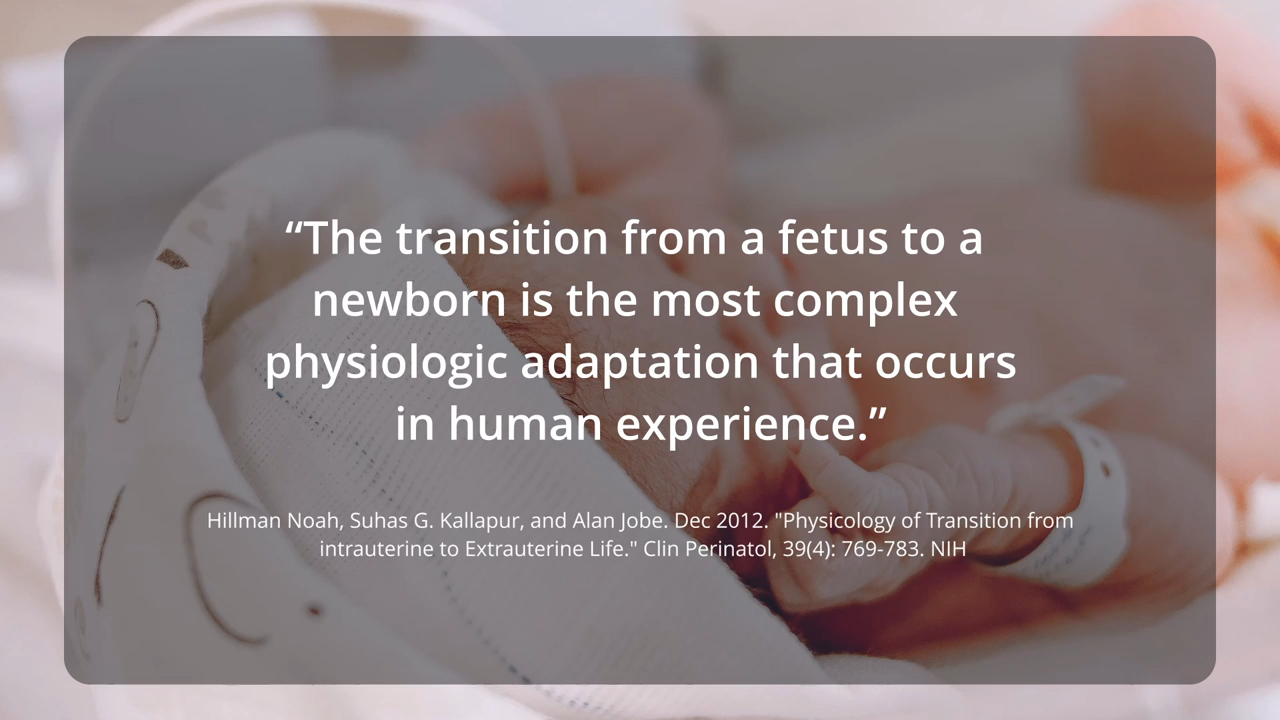 “The transition from a fetus to a
newborn is the most complex
physiologic adaptation that occurs
in human experience.”
Hillman Noah, Suhas G. Kallapur, and Alan Jobe. Dec 2012. "Physicology of Transition from
intrauterine to Extrauterine Life." Clin Perinatol, 39(4): 769-783. NIH